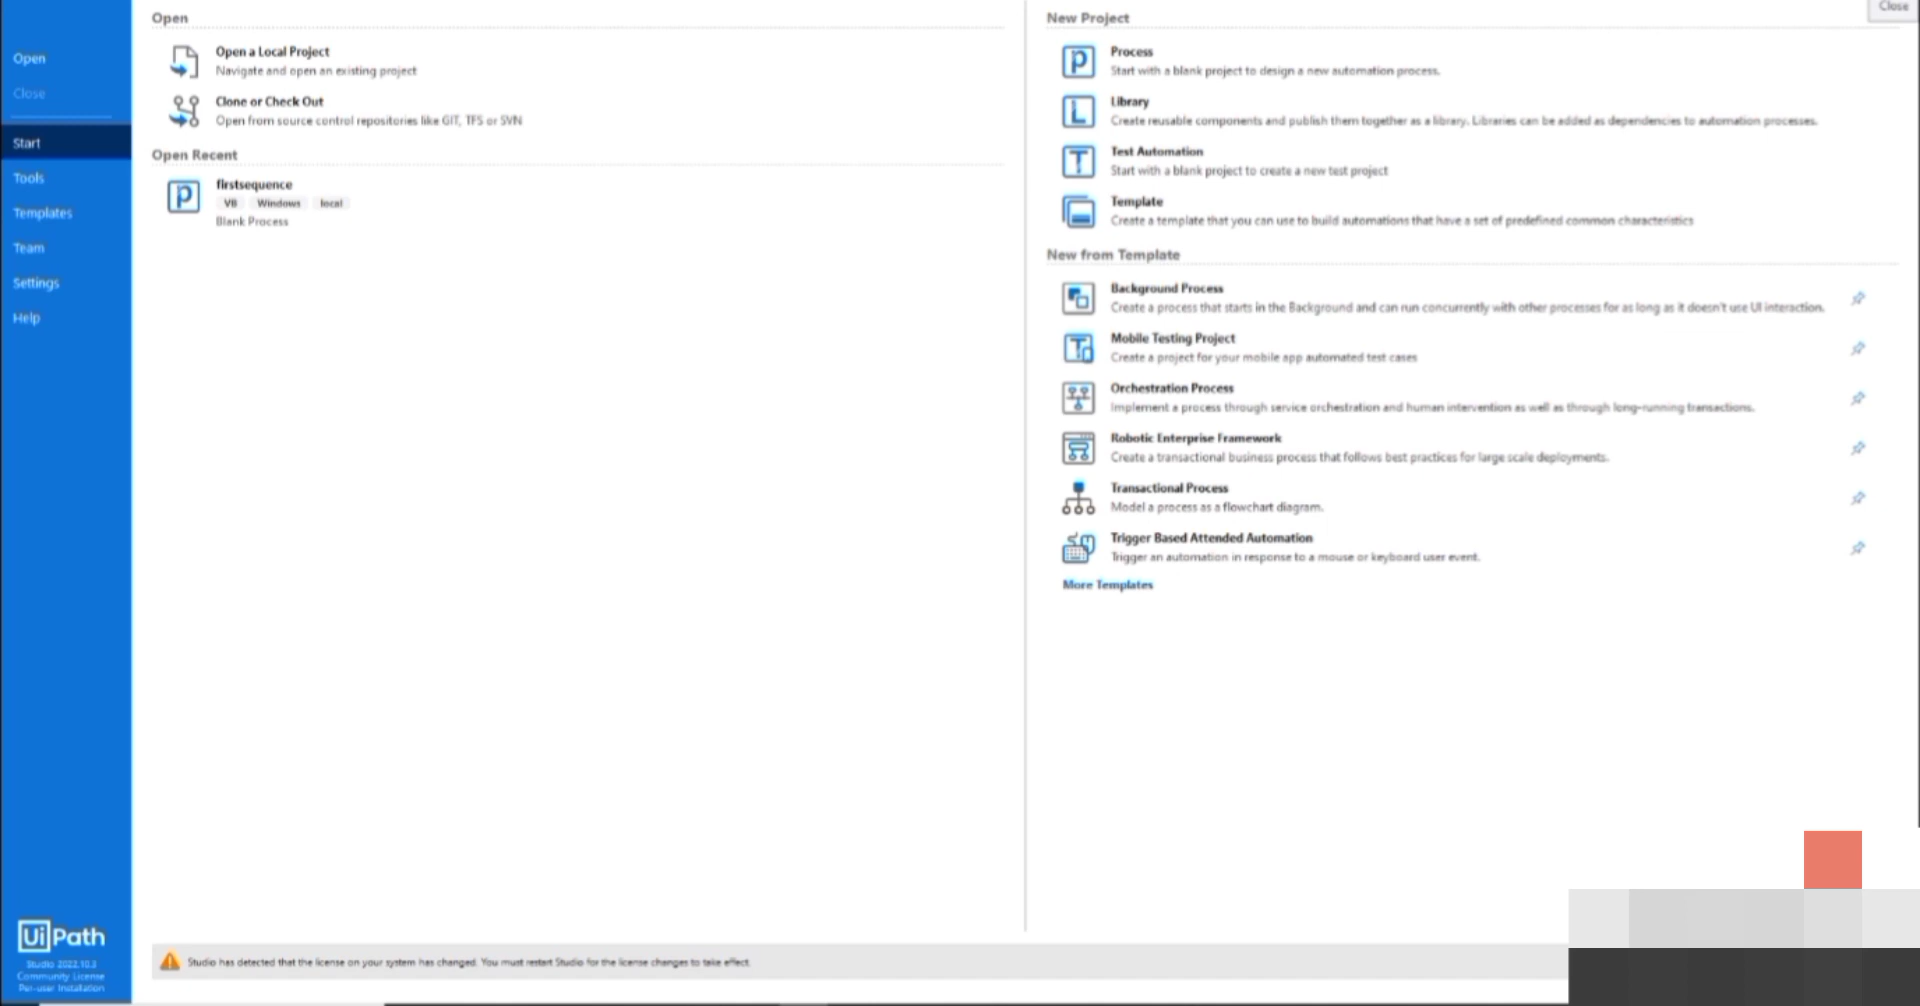 Open
Close
Start
Tools
Templates
Team
Settings
Help
UiPath
Studio 2022.10.3
Community License
Per-user Installation
Open
Open a Local Project
Navigate and open an existing project
Clone or Check Out
Open from source control repositories like GIT, TFS or SVN
Open Recent
firstsequence
VB Windows local
Blank Process
New Project
Close
Process
Start with a blank project to design a new automation process.
Library
Create reusable components and publish them together as a library. Libraries can be added as dependencies to automation processes.
Test Automation
Start with a blank project to create a new test project
Template
Create a template that you can use to build automations that have a set of predefined common characteristics
New from Template
Background Process
Create a process that starts in the Background and can run concurrently with other processes for as long as it doesn't use UI interaction.
Mobile Testing Project
Create a project for your mobile app automated test cases
Orchestration Process
Implement a process through service orchestration and human intervention as well as through long-running transactions.
Robotic Enterprise Framework
Create a transactional business process that follows best practices for large scale deployments.
Transactional Process
Model a process as a flowchart diagram.
Trigger Based Attended Automation
Trigger an automation in response to a mouse or keyboard user event.
More Templates
Studio has detected that the license on your system has changed. You must restart Studio for the license changes to take effect.